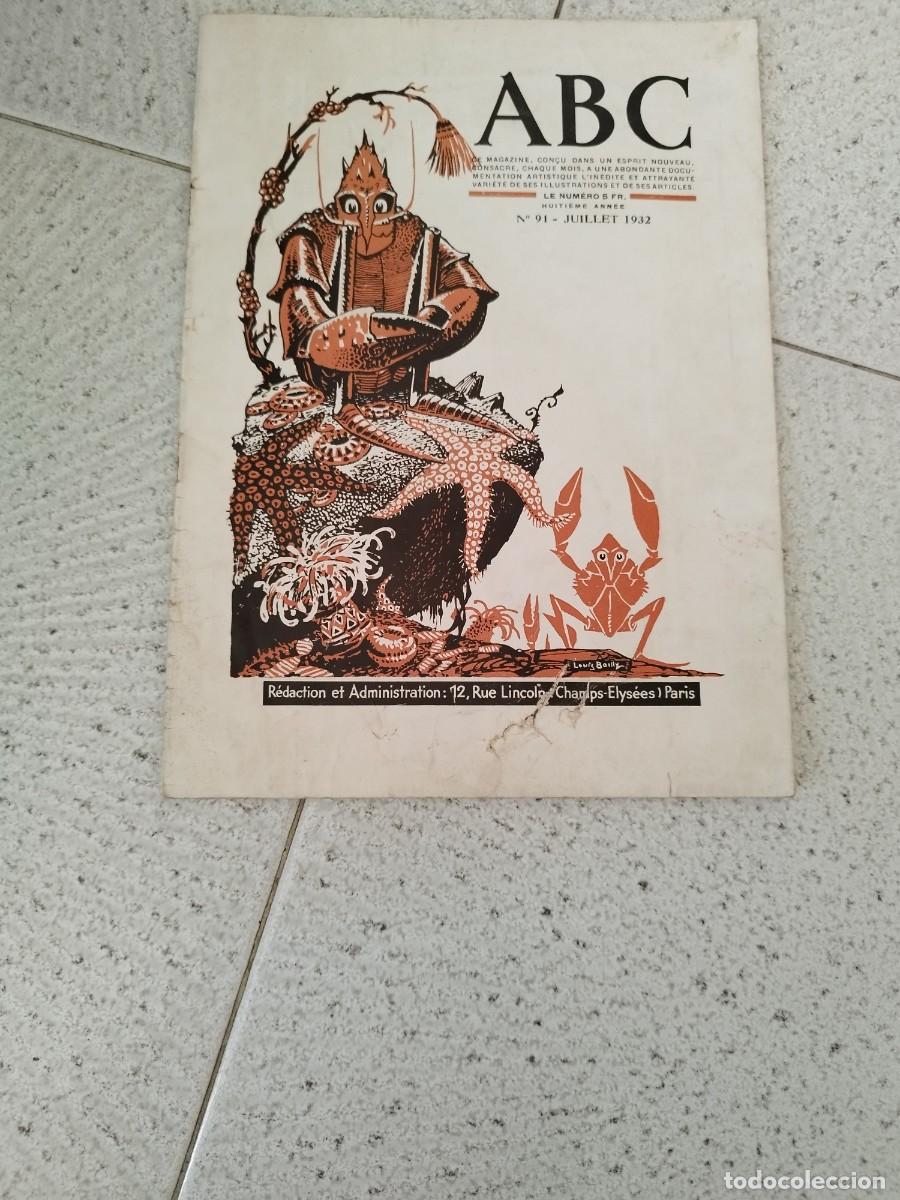 ABC
CE MAGAZINE, CONÇU DANS UN ESPRIT NOUVEAU,
CONSACRE, CHAQUE MOIS, A UNE ABONDANTE DOCU-
MENTATION ARTISTIQUE L'INÉDITE ET ATTRAYANTE
VARIÉTÉ DE SES ILLUSTRATIONS ET DE SES ARTICLES.
LE NUMÉRO 5 FR.
HUITIÈME ANNÉE
N° 91 - JUILLET 1932
Louis Bailly
Rédaction et Administration: 12, Rue Lincoln (Champs-Elysées) Paris
todocoleccion